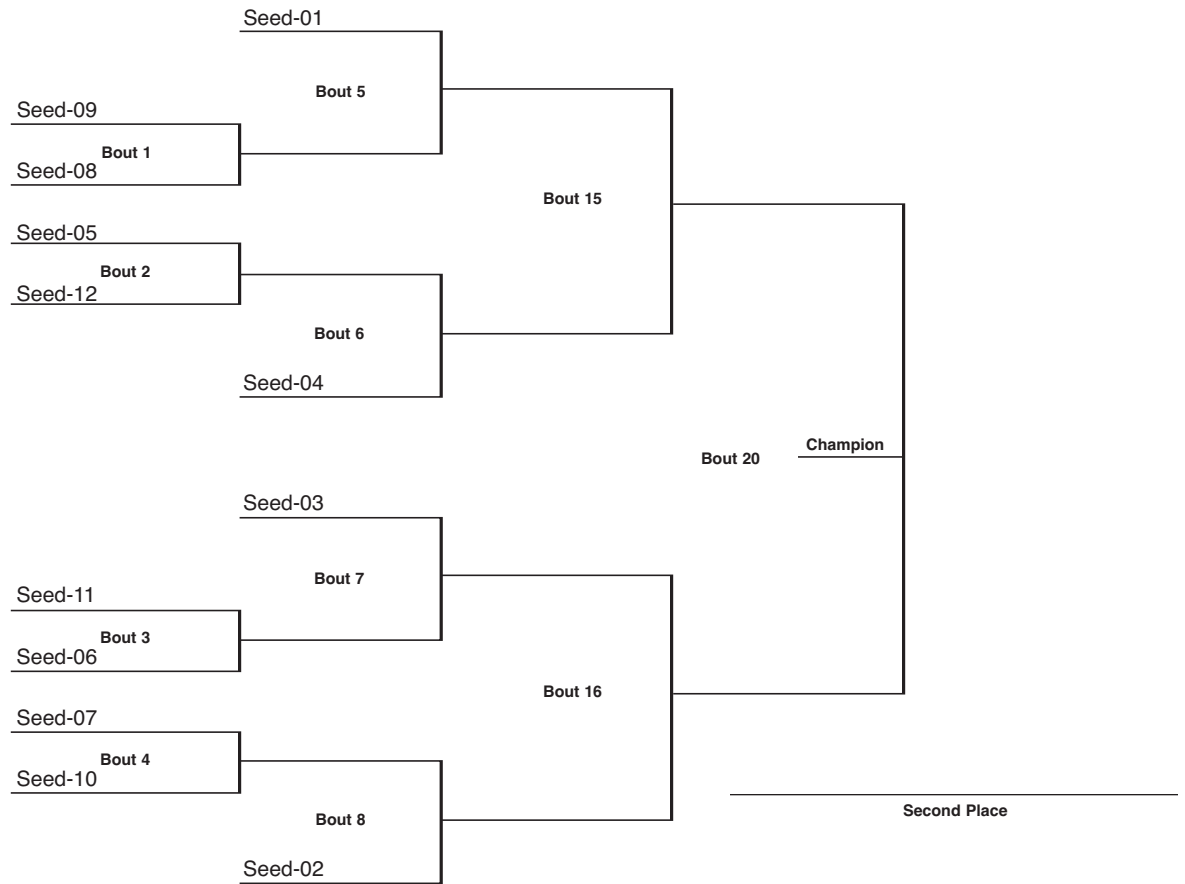 Seed-01
Bout 5
Seed-09
Bout 1
Seed-08
Bout 15
Seed-05
Bout 2
Seed-12
Bout 6
Seed-04
Champion
Bout 20
Seed-03
Bout 7
Seed-11
Bout 3
Seed-06
Bout 16
Seed-07
Bout 4
Seed-10
Second Place
Bout 8
Seed-02